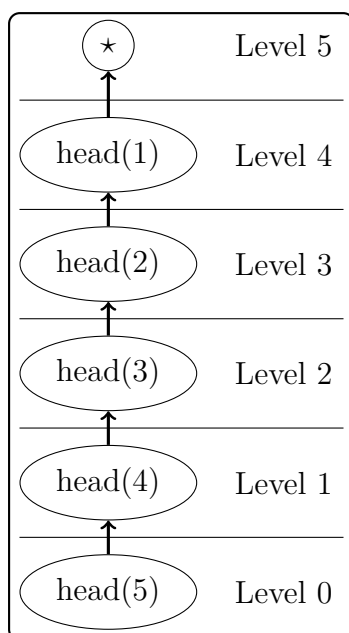 ⋆ Level 5
head(1) Level 4
head(2) Level 3
head(3) Level 2
head(4) Level 1
head(5) Level 0